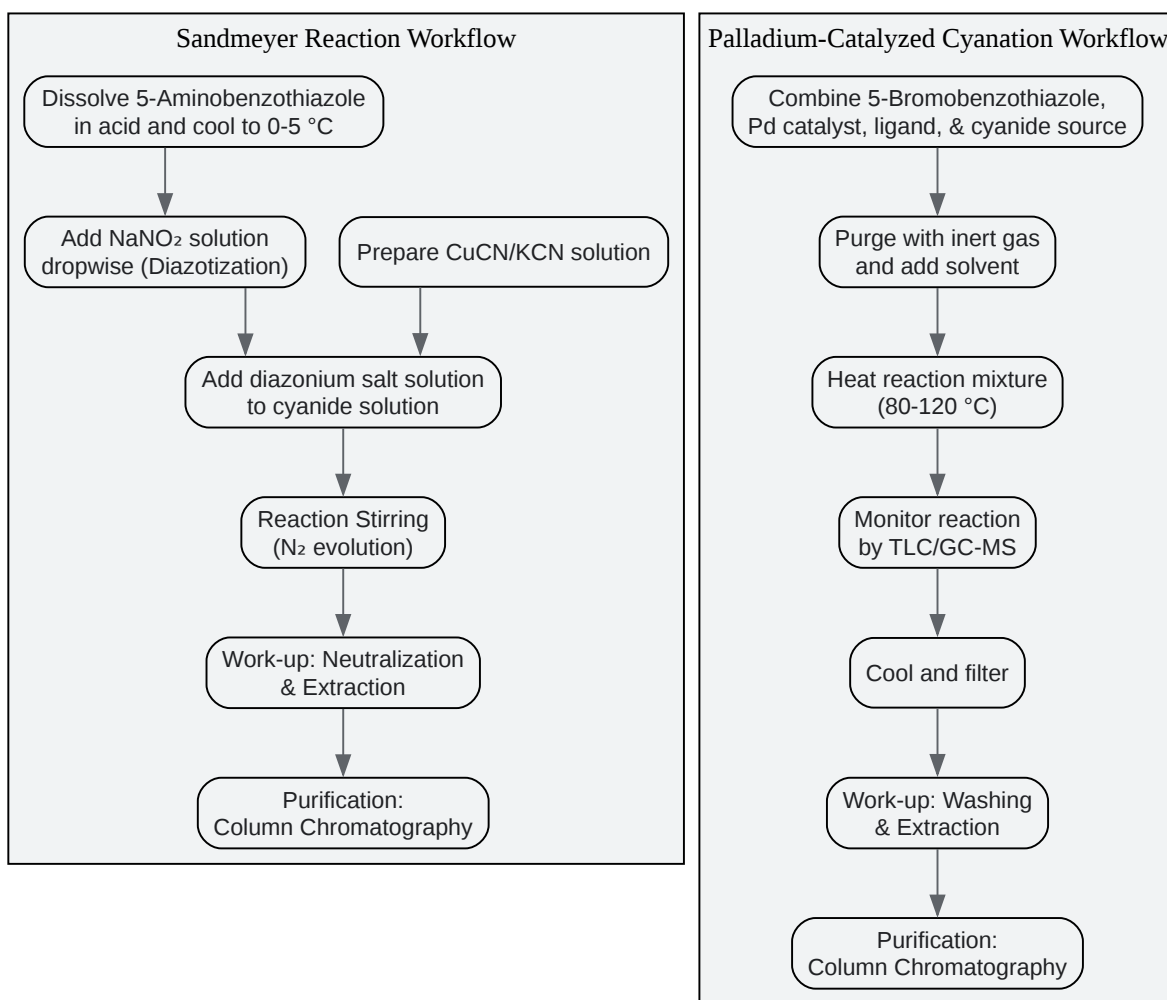 Sandmeyer Reaction Workflow
Dissolve 5-Aminobenzothiazole
in acid and cool to 0-5 °C
Add NaNO₂ solution
dropwise (Diazotization)
Prepare CuCN/KCN solution
Add diazonium salt solution
to cyanide solution
Reaction Stirring
(N₂ evolution)
Work-up: Neutralization
& Extraction
Purification:
Column Chromatography
Palladium-Catalyzed Cyanation Workflow
Combine 5-Bromobenzothiazole,
Pd catalyst, ligand, & cyanide source
Purge with inert gas
and add solvent
Heat reaction mixture
(80-120 °C)
Monitor reaction
by TLC/GC-MS
Cool and filter
Work-up: Washing
& Extraction
Purification:
Column Chromatography